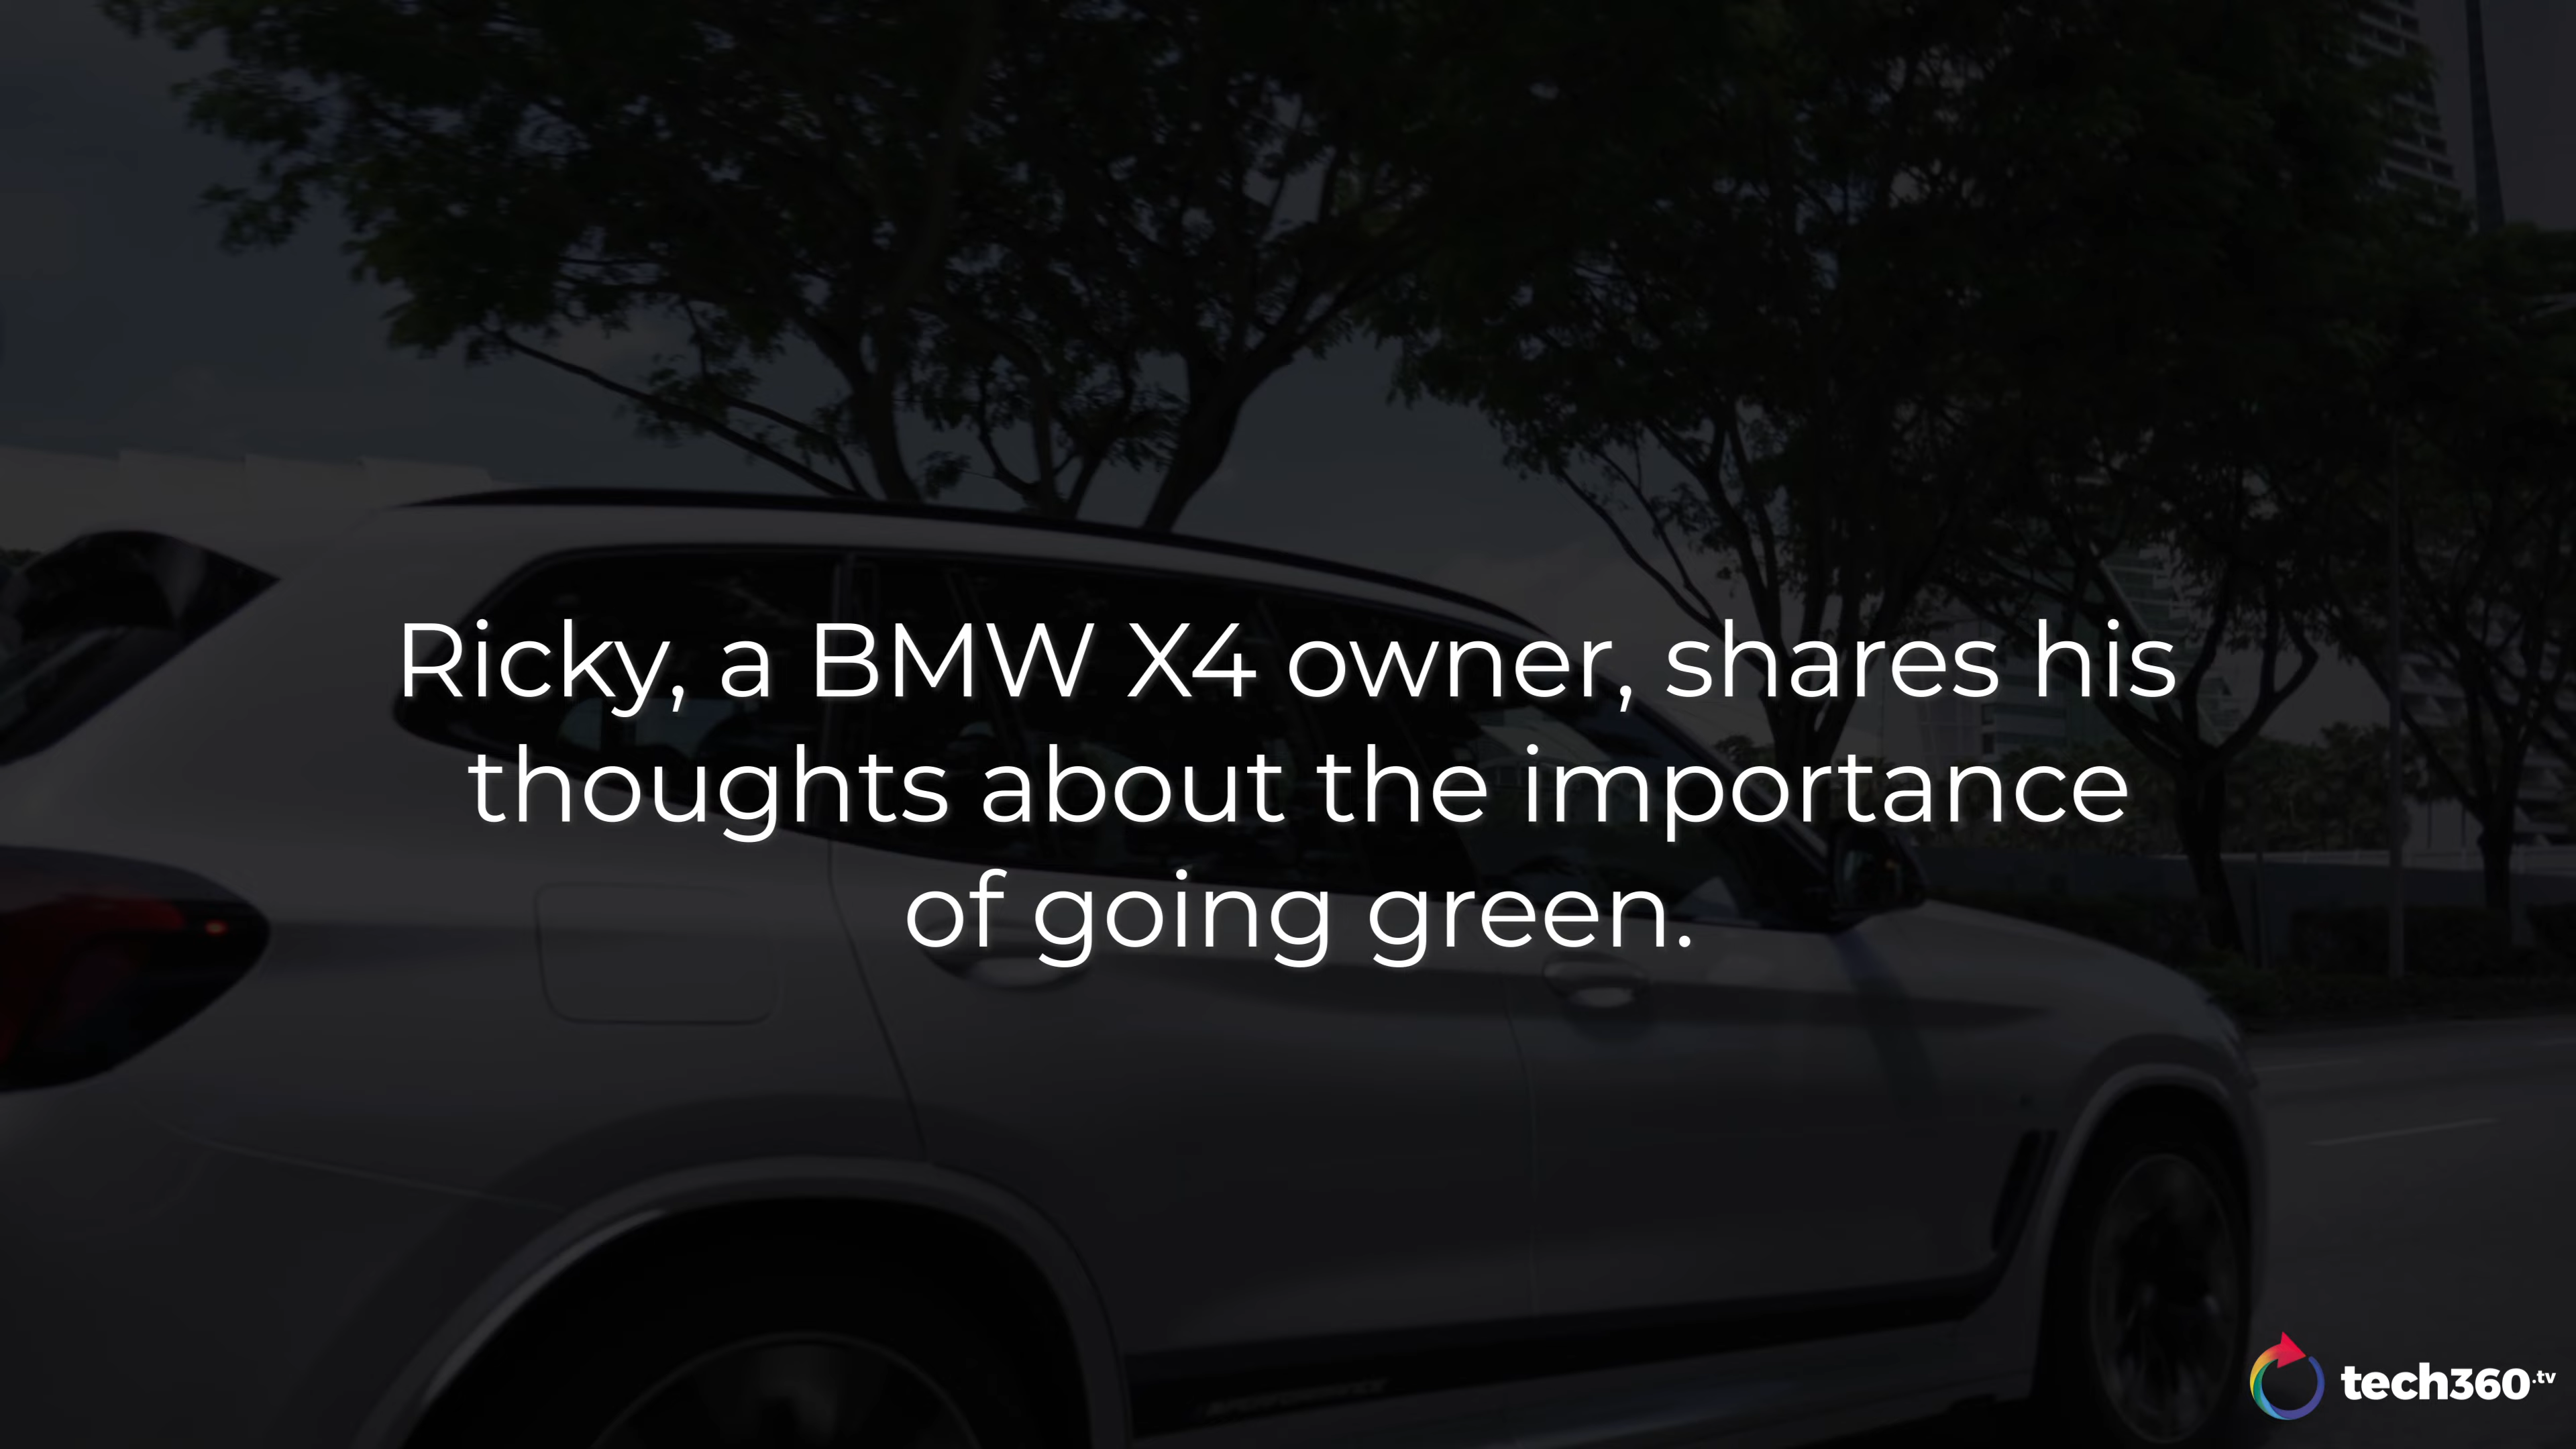 Ricky, a BMW X4 owner, shares his
thoughts about the importance
of going green.
tech360.tv